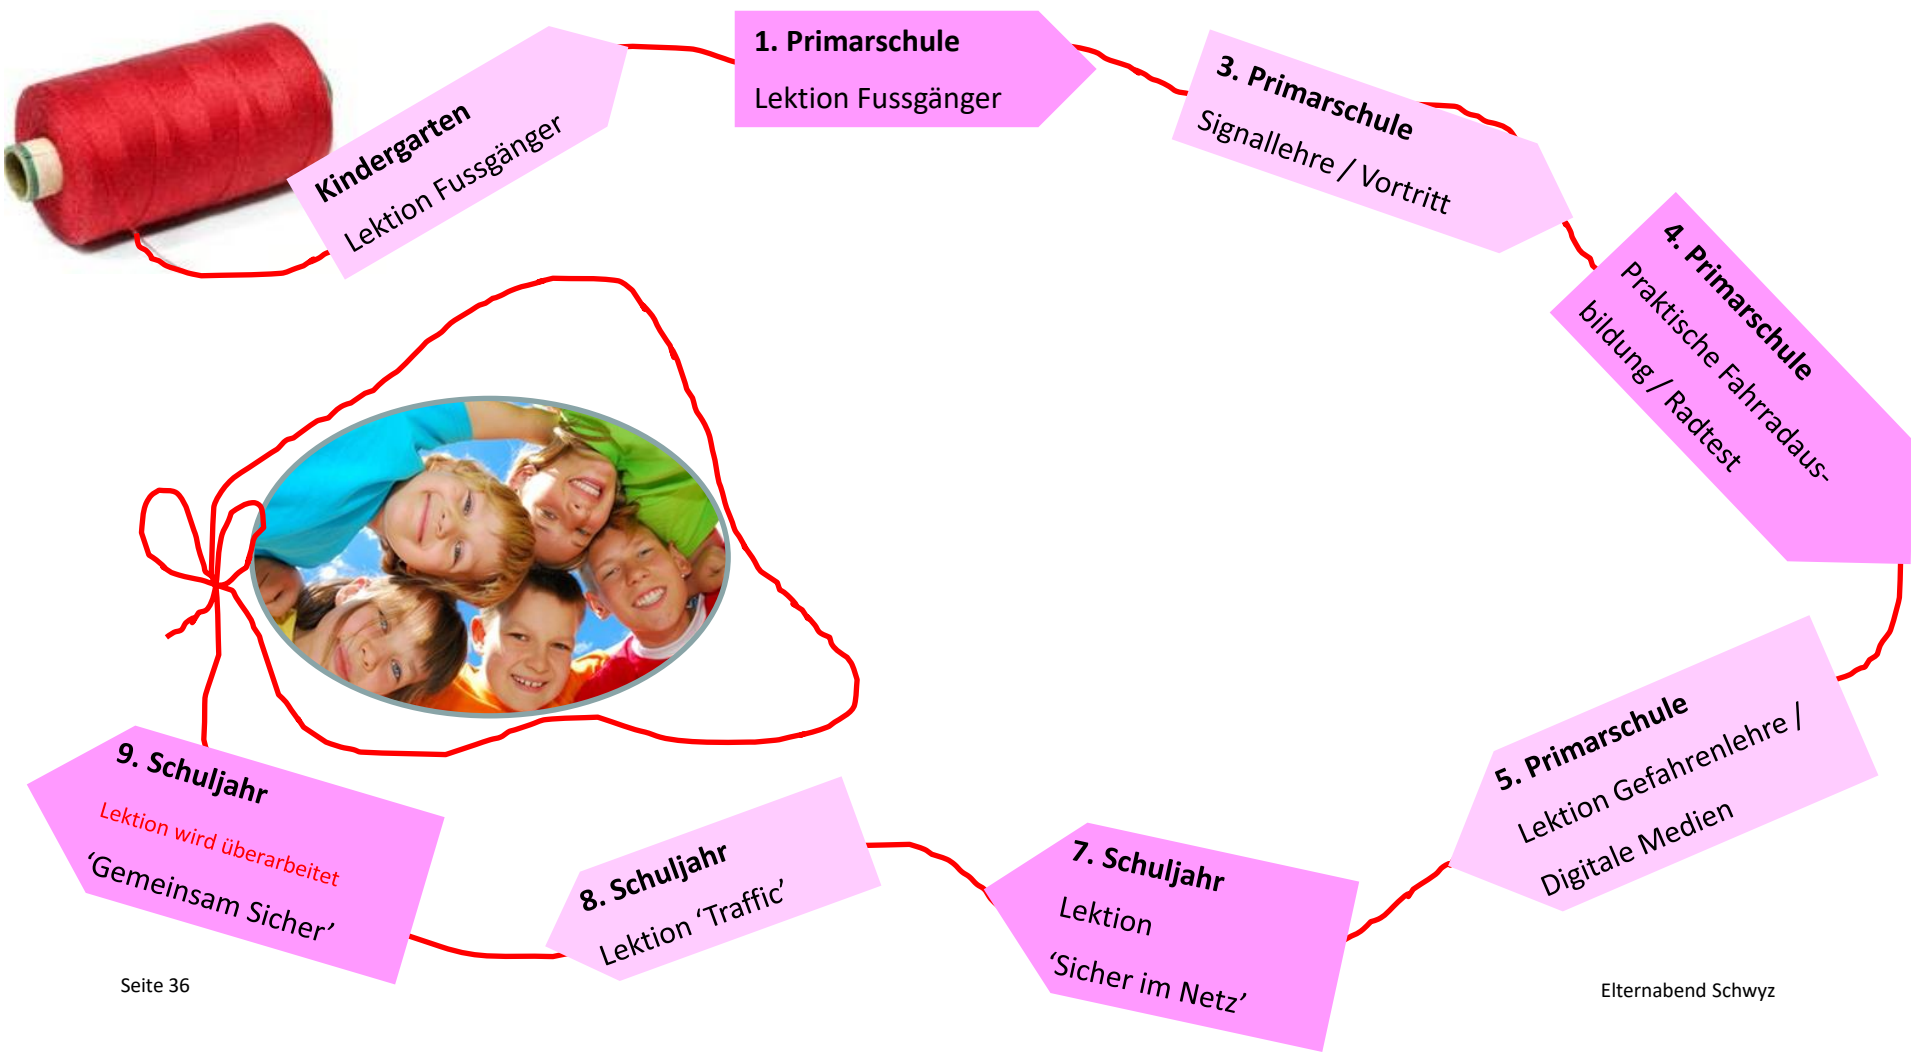 Kindergarten
Lektion Fussgänger
1. Primarschule
Lektion Fussgänger
3. Primarschule
Signallehre / Vortritt
4. Primarschule
Praktische Fahrradaus-
bildung / Radtest
5. Primarschule
Lektion Gefahrenlehre /
Digitale Medien
7. Schuljahr
Lektion
‘Sicher im Netz’
8. Schuljahr
Lektion ‘Traffic’
9. Schuljahr
Lektion wird überarbeitet
‘Gemeinsam Sicher’
Seite 36
Elternabend Schwyz